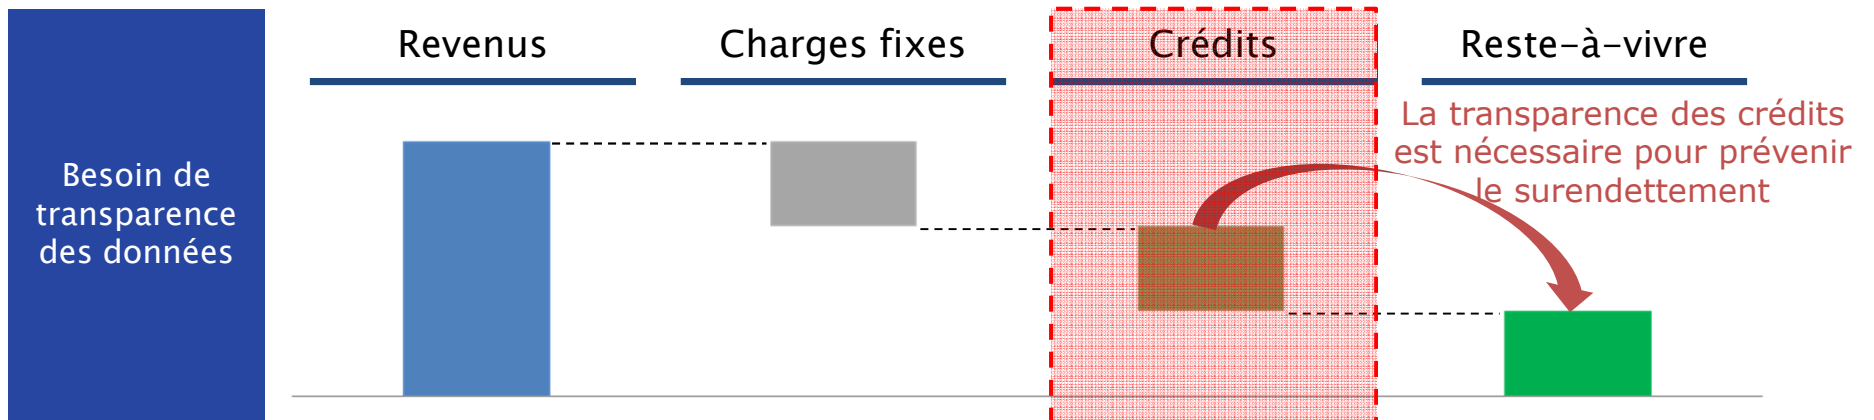 Besoin de
transparence
des données
Revenus
Charges fixes
Crédits
Reste-à-vivre
La transparence des crédits
est nécessaire pour prévenir
le surendettement